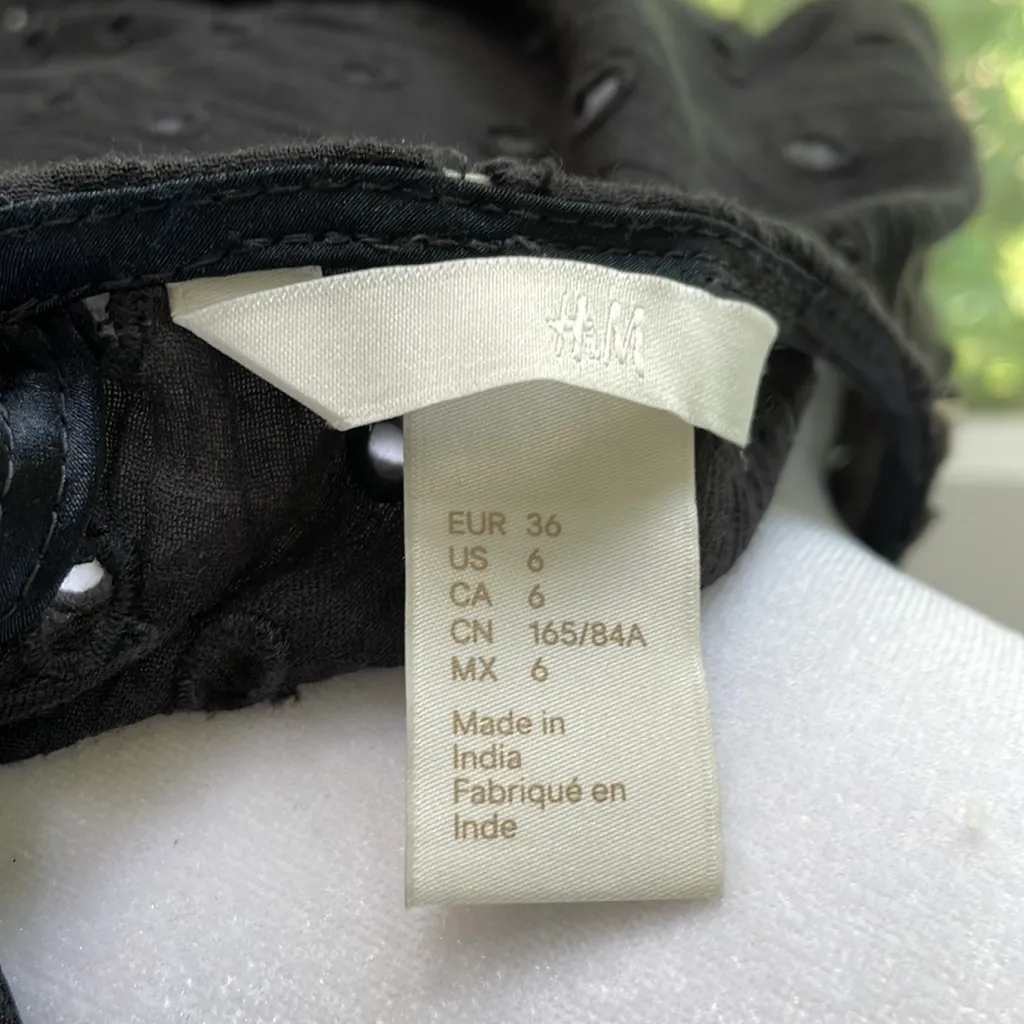 H&M
EUR 36
US 6
CA 6
CN 165/84A
MX 6
Made in
India
Fabriqué en
Inde